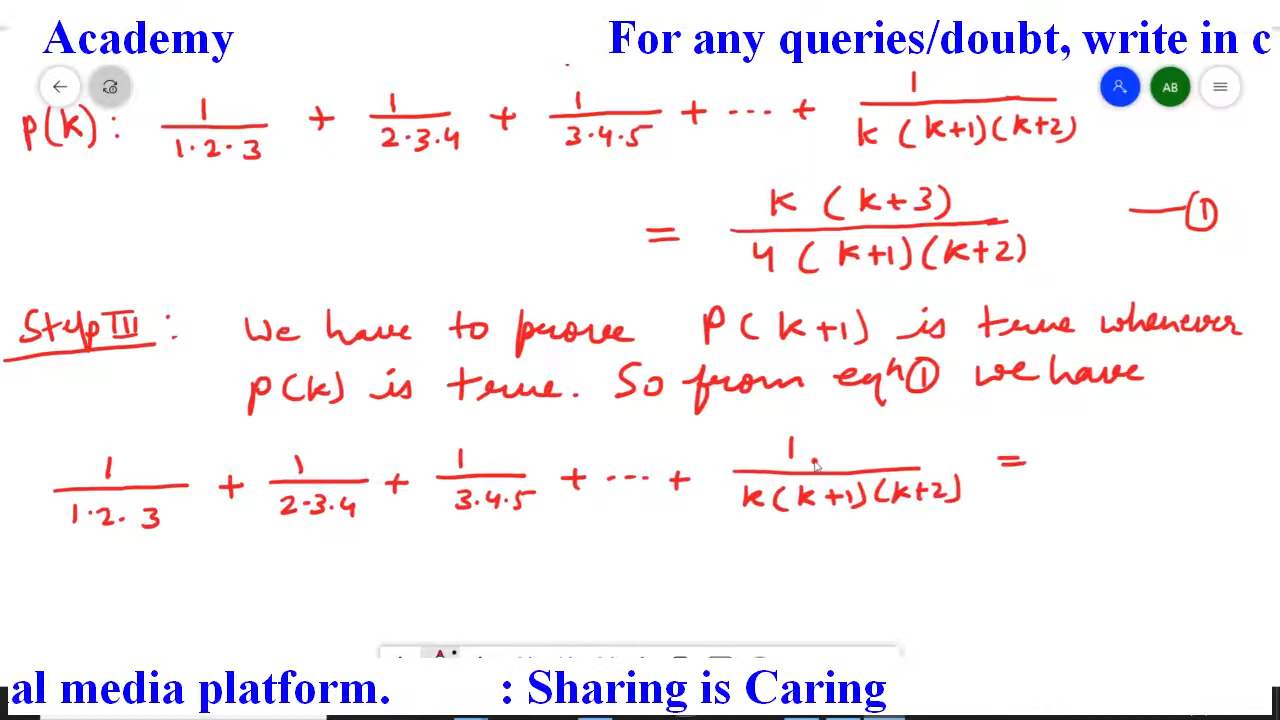 Academy For any queries/doubt, write in c
AB
P(k): 1/(1·2·3) + 1/(2·3·4) + 1/(3·4·5) + --- + 1/(k(k+1)(k+2))
= k(k+3)/(4(k+1)(k+2)) —①
Step III: We have to prove P(k+1) is true whenever
P(k) is true. So from eqⁿ① we have
1/(1·2·3) + 1/(2·3·4) + 1/(3·4·5) + --- + 1/(k(k+1)(k+2)) =
al media platform. : Sharing is Caring